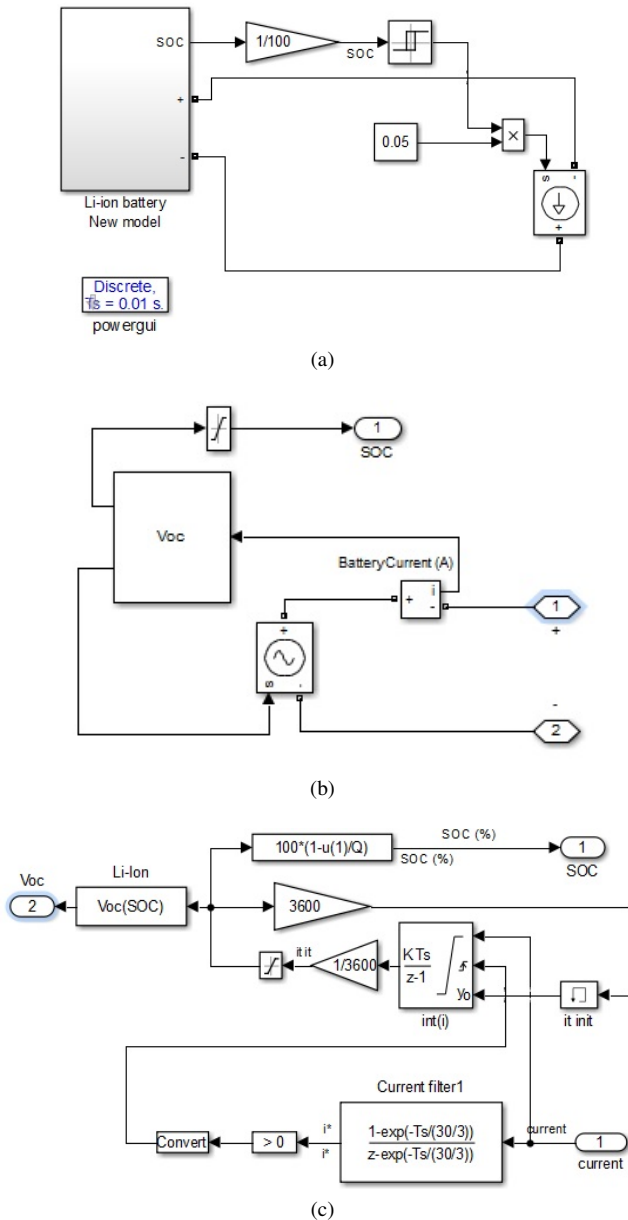 SOC
1/100
SOC
+
-
0.05
×
s
-
+
Li-ion battery
New model
Discrete,
Ts = 0.01 s.
powergui
(a)
1
SOC
Voc
BatteryCurrent (A)
+
i
-
1
+
+
s
-
-
2
(b)
SOC (%)
100*(1-u(1)/Q)
SOC (%)
1
SOC
Voc
Li-Ion
2
Voc(SOC)
3600
it it
1/3600
KTs
z-1
yo
int(i)
it init
Current filter1
1-exp(-Ts/(30/3))
z-exp(-Ts/(30/3))
current
i*
i*
> 0
Convert
1
current
(c)